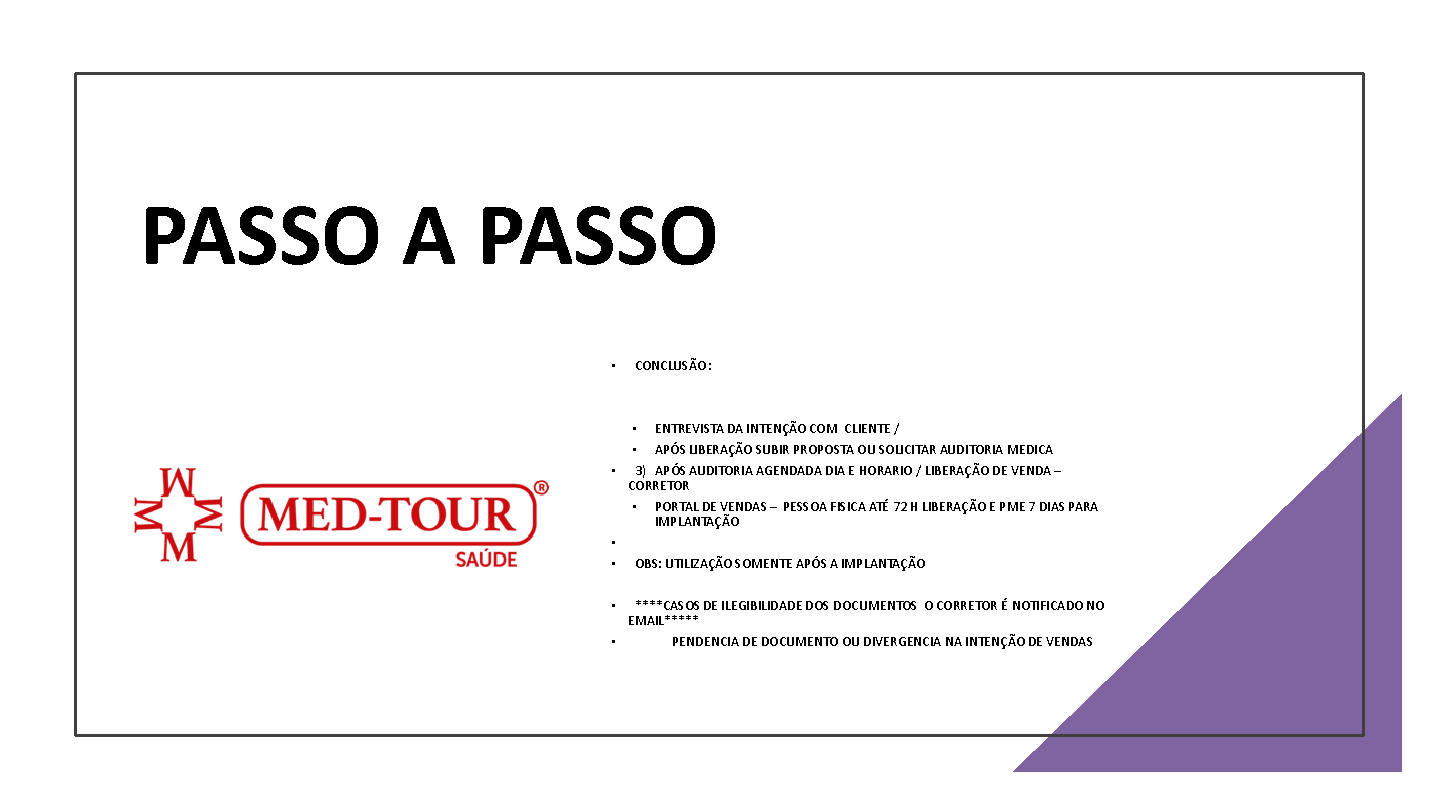 PASSO A PASSO
• CONCLUSÃO:
• ENTREVISTA DA INTENÇÃO COM CLIENTE /
• APÓS LIBERAÇÃO SUBIR PROPOSTA OU SOLICITAR AUDITORIA MEDICA
• 3) APÓS AUDITORIA AGENDADA DIA E HORARIO / LIBERAÇÃO DE VENDA –
CORRETOR
• PORTAL DE VENDAS – PESSOA FISICA ATÉ 72 H LIBERAÇÃO E PME 7 DIAS PARA
IMPLANTAÇÃO
•
• OBS: UTILIZAÇÃO SOMENTE APÓS A IMPLANTAÇÃO
• ****CASOS DE ILEGIBILIDADE DOS DOCUMENTOS O CORRETOR É NOTIFICADO NO
EMAIL*****
• PENDENCIA DE DOCUMENTO OU DIVERGENCIA NA INTENÇÃO DE VENDAS
MED-TOUR®
SAÚDE